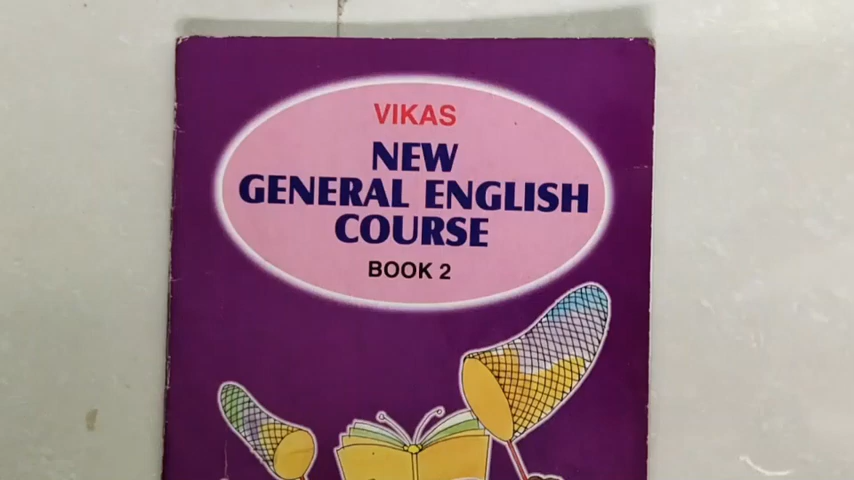 VIKAS
NEW
GENERAL ENGLISH
COURSE
BOOK 2